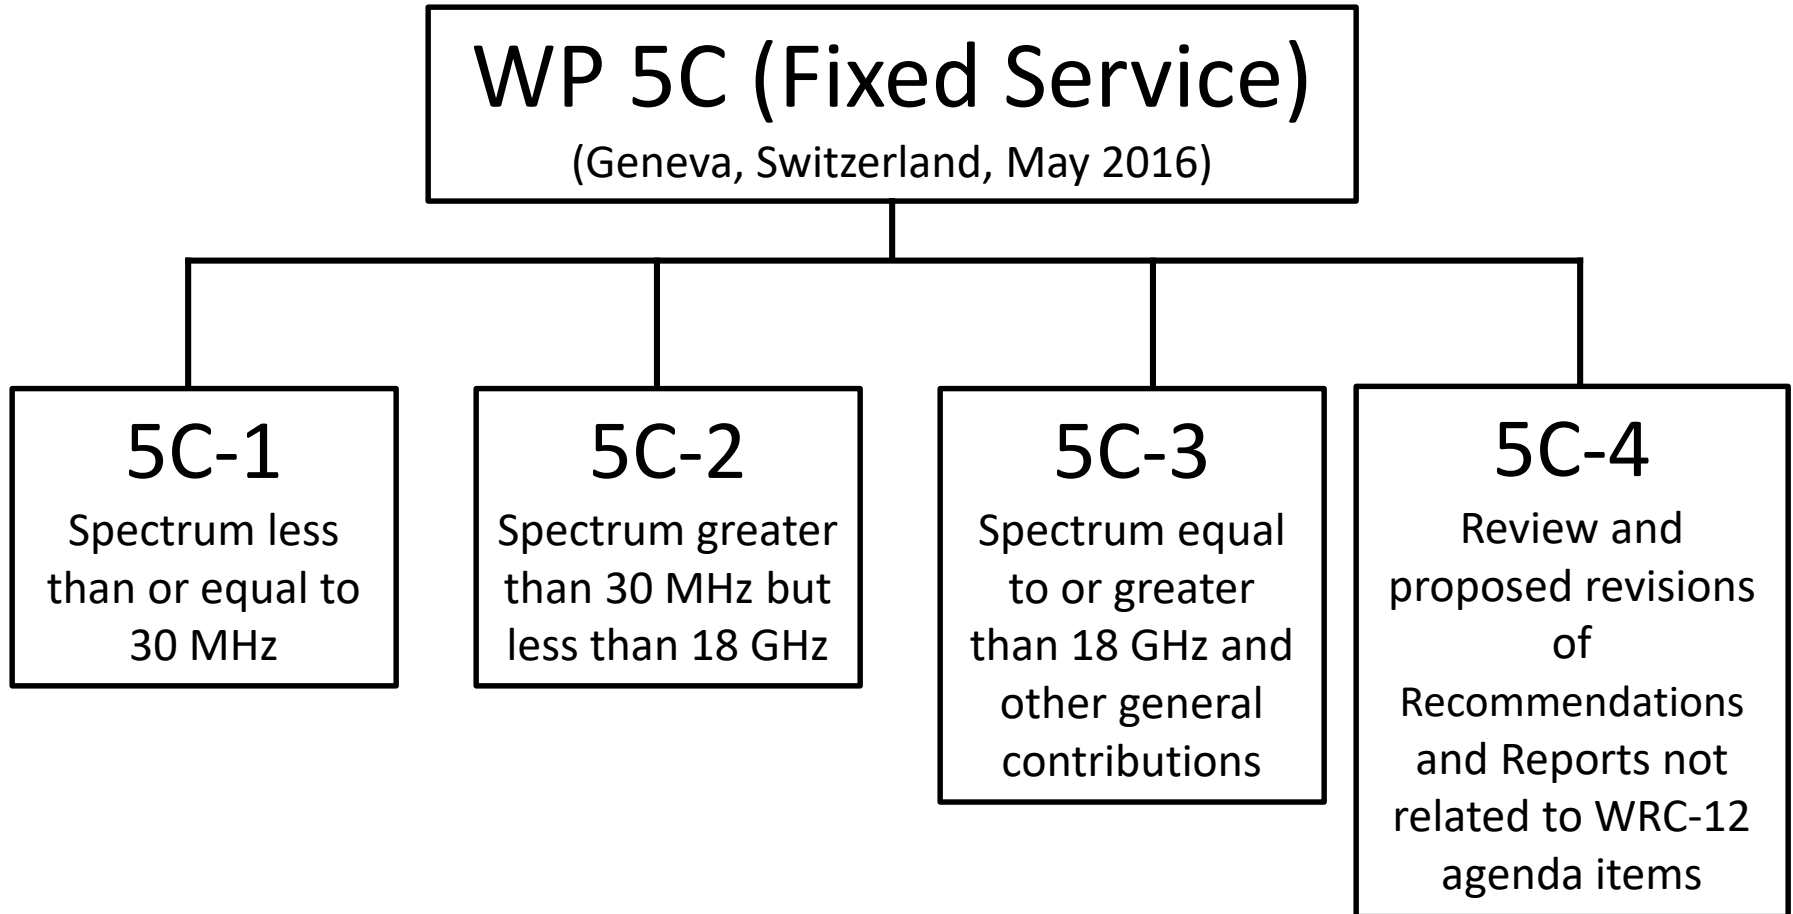 WP 5C (Fixed Service)
(Geneva, Switzerland, May 2016)
5C-1
Spectrum less
than or equal to
30 MHz
5C-2
Spectrum greater
than 30 MHz but
less than 18 GHz
5C-3
Spectrum equal
to or greater
than 18 GHz and
other general
contributions
5C-4
Review and
proposed revisions
of
Recommendations
and Reports not
related to WRC-12
agenda items